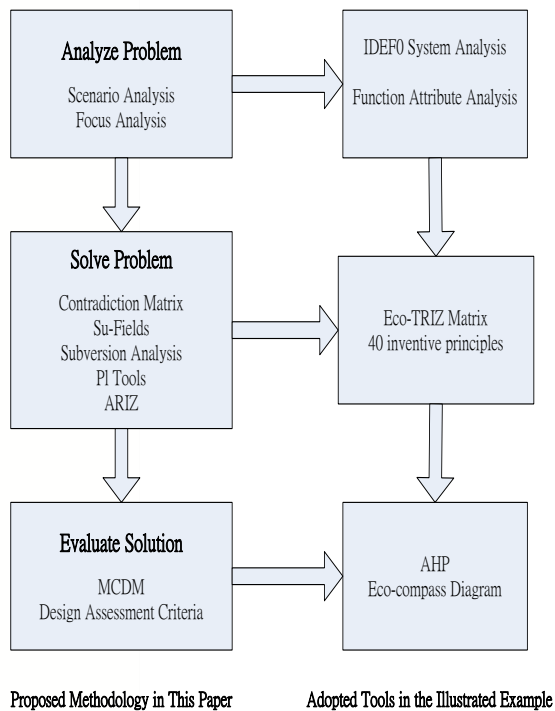 Analyze Problem
Scenario Analysis
Focus Analysis
IDEF0 System Analysis
Function Attribute Analysis
Solve Problem
Contradiction Matrix
Su-Fields
Subversion Analysis
Pl Tools
ARIZ
Eco-TRIZ Matrix
40 inventive principles
Evaluate Solution
MCDM
Design Assessment Criteria
AHP
Eco-compass Diagram
Proposed Methodology in This Paper
Adopted Tools in the Illustrated Example